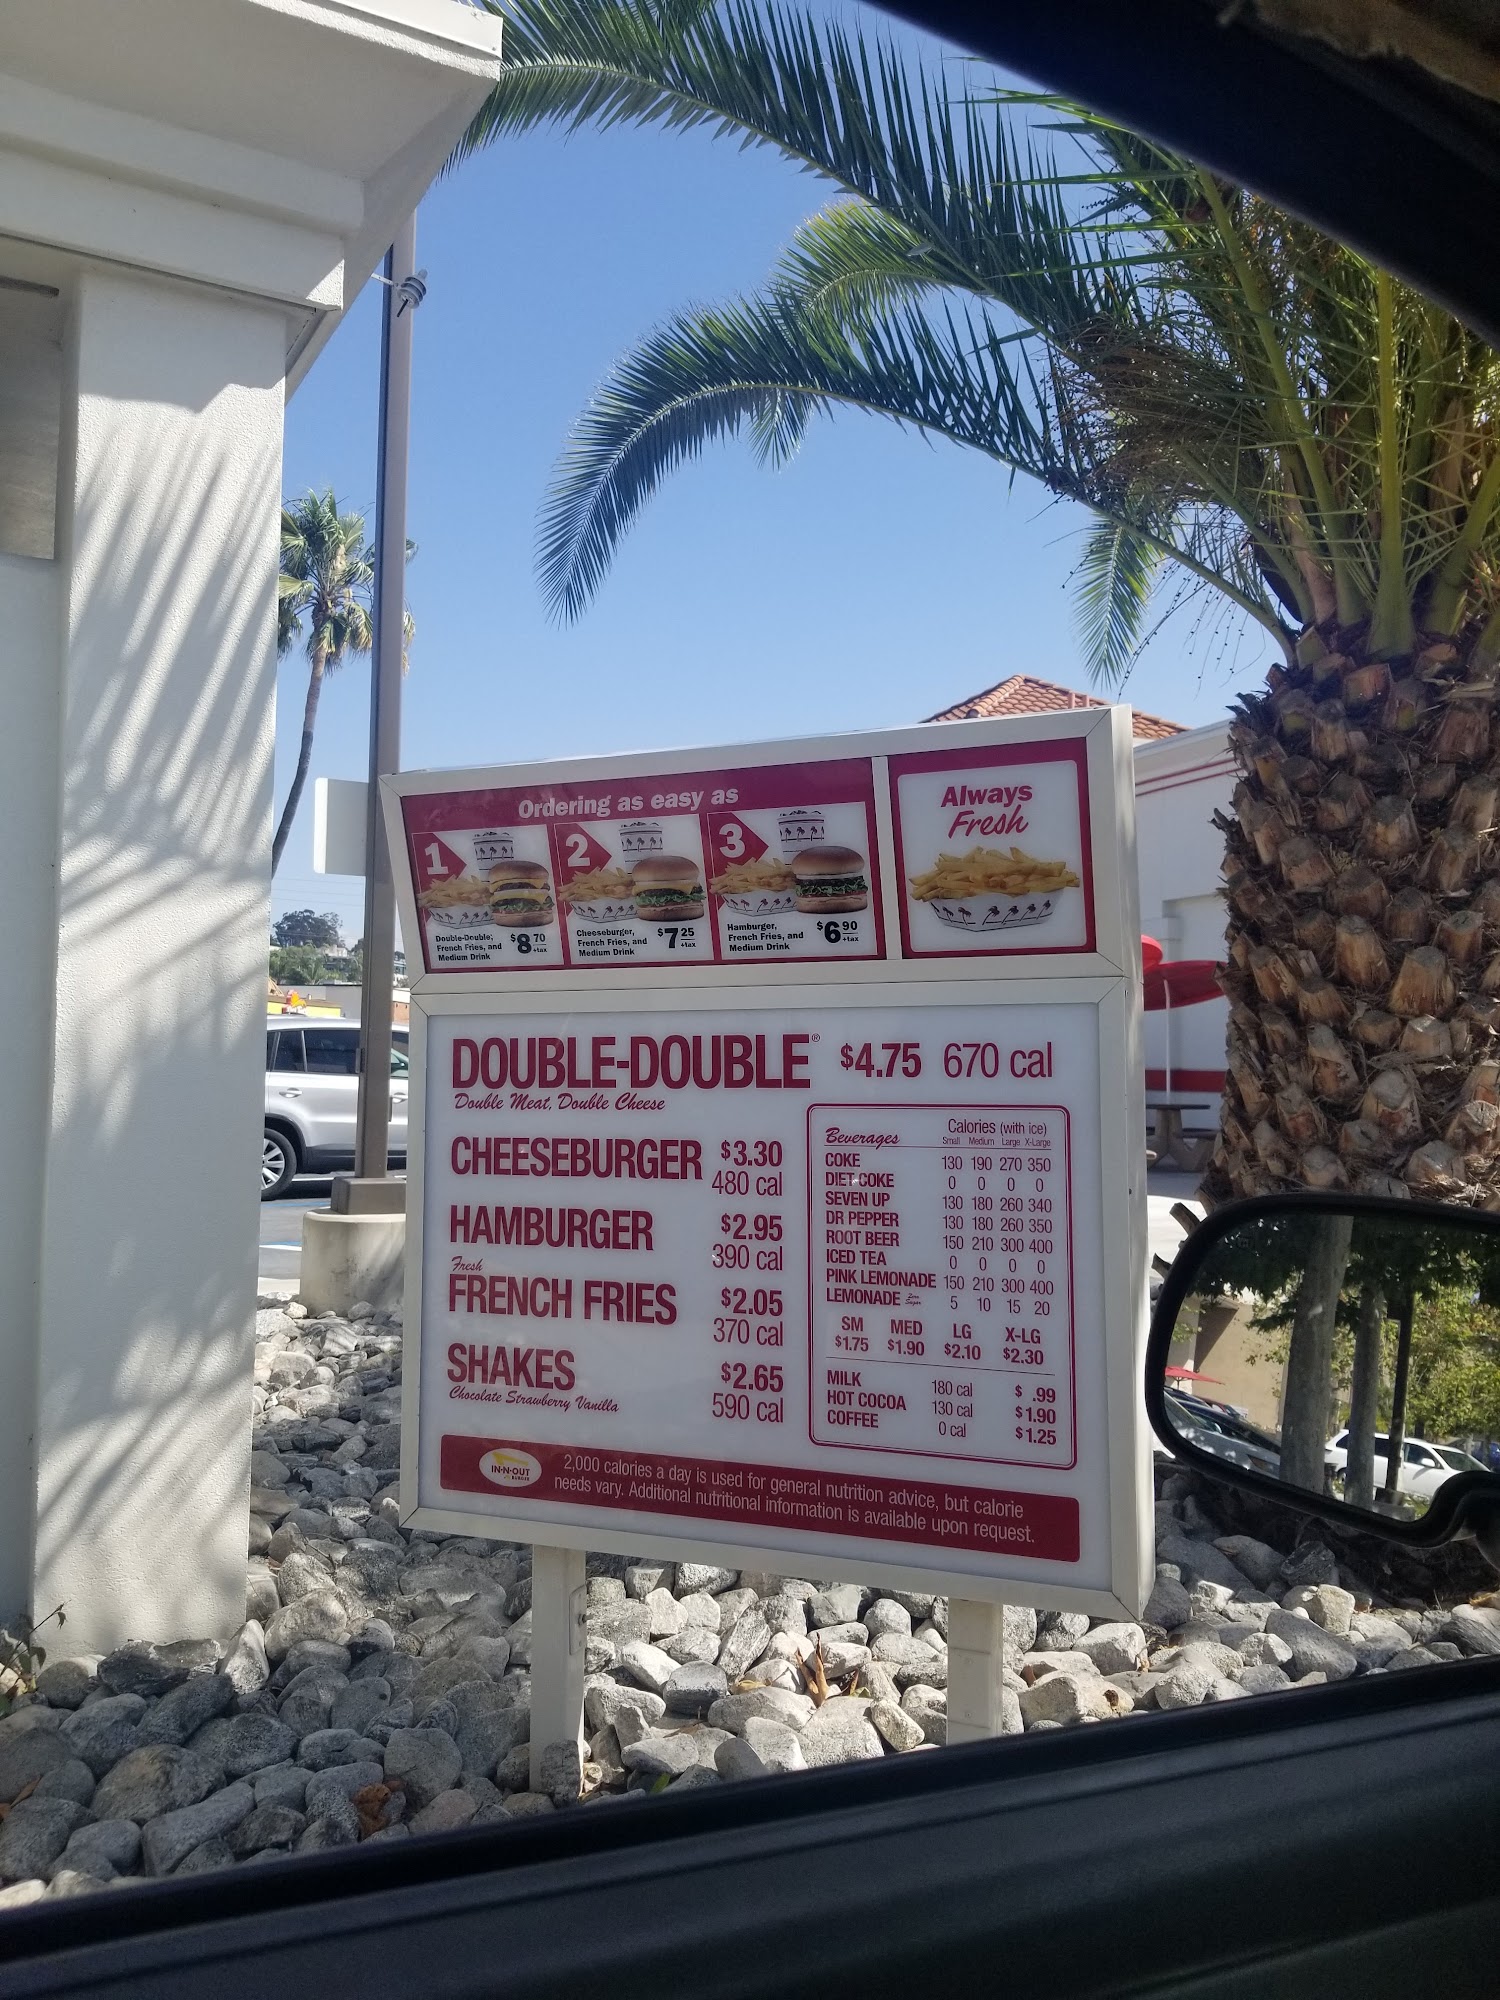 Ordering as easy as
1
Double-Double,
French Fries, and
Medium Drink
$8 70
+tax
2
Cheeseburger,
French Fries, and
Medium Drink
$7 25
+tax
3
Hamburger,
French Fries, and
Medium Drink
$6 90
+tax
Always
Fresh
DOUBLE-DOUBLE® $4.75 670 cal
Double Meat, Double Cheese
CHEESEBURGER $3.30
480 cal
HAMBURGER $2.95
390 cal
Fresh
FRENCH FRIES $2.05
370 cal
SHAKES $2.65
Chocolate Strawberry Vanilla 590 cal
Beverages Calories (with ice)
Small Medium Large X-Large
COKE 130 190 270 350
DIET COKE 0 0 0 0
SEVEN UP 130 180 260 340
DR PEPPER 130 180 260 350
ROOT BEER 150 210 300 400
ICED TEA 0 0 0 0
PINK LEMONADE 150 210 300 400
LEMONADE Zero Sugar 5 10 15 20
SM MED LG X-LG
$1.75 $1.90 $2.10 $2.30
MILK 180 cal $ .99
HOT COCOA 130 cal $1.90
COFFEE 0 cal $1.25
IN-N-OUT
BURGER
2,000 calories a day is used for general nutrition advice, but calorie
needs vary. Additional nutritional information is available upon request.